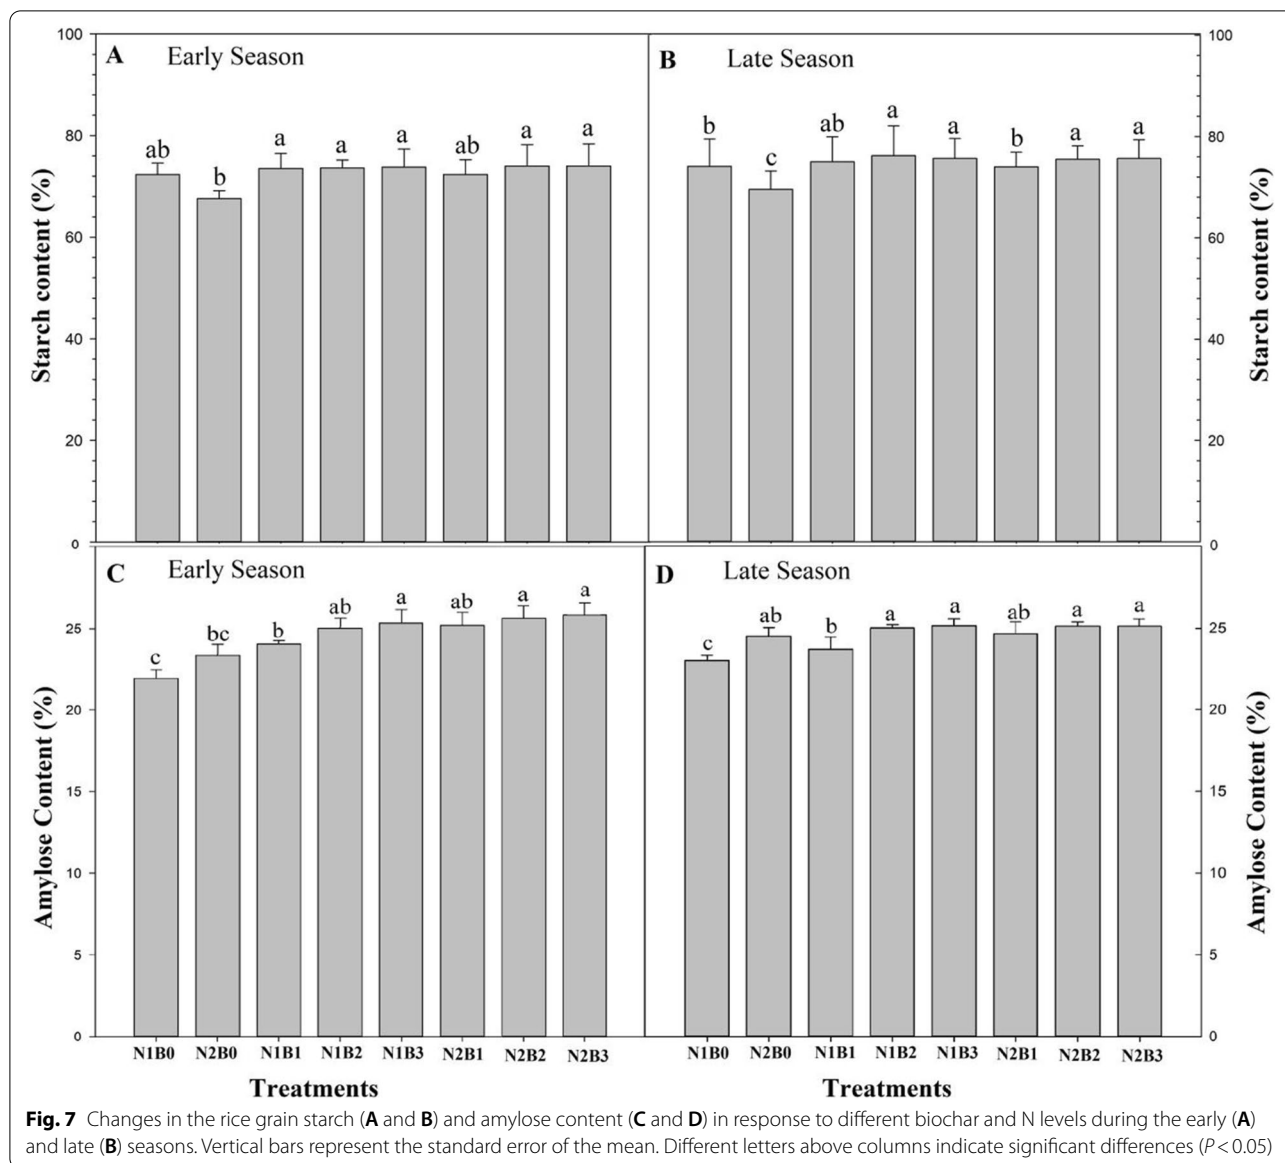 A Early Season
B Late Season
100
80
60
40
20
0
Starch content (%)
ab b a a a ab a a
b c ab a a b a a
100
80
60
40
20
0
Starch content (%)
C Early Season
D Late Season
25
20
15
10
5
0
Amylose Content (%)
c bc b ab a ab a a
c ab b a a ab a a
25
20
15
10
5
0
Amylose Content (%)
N1B0 N2B0 N1B1 N1B2 N1B3 N2B1 N2B2 N2B3
N1B0 N2B0 N1B1 N1B2 N1B3 N2B1 N2B2 N2B3
Treatments
Treatments
Fig. 7 Changes in the rice grain starch (A and B) and amylose content (C and D) in response to different biochar and N levels during the early (A)
and late (B) seasons. Vertical bars represent the standard error of the mean. Different letters above columns indicate significant differences (P < 0.05)